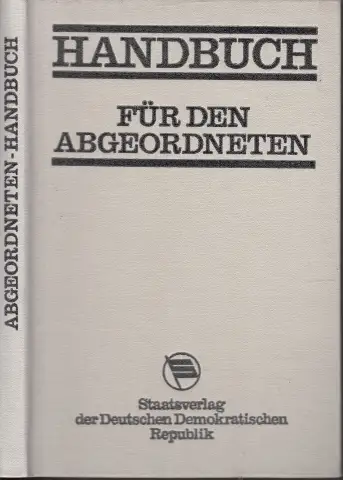 HANDBUCH
FÜR DEN
ABGEORDNETEN
Staatsverlag
der Deutschen Demokratischen
Republik
ABGEORDNETEN-HANDBUCH